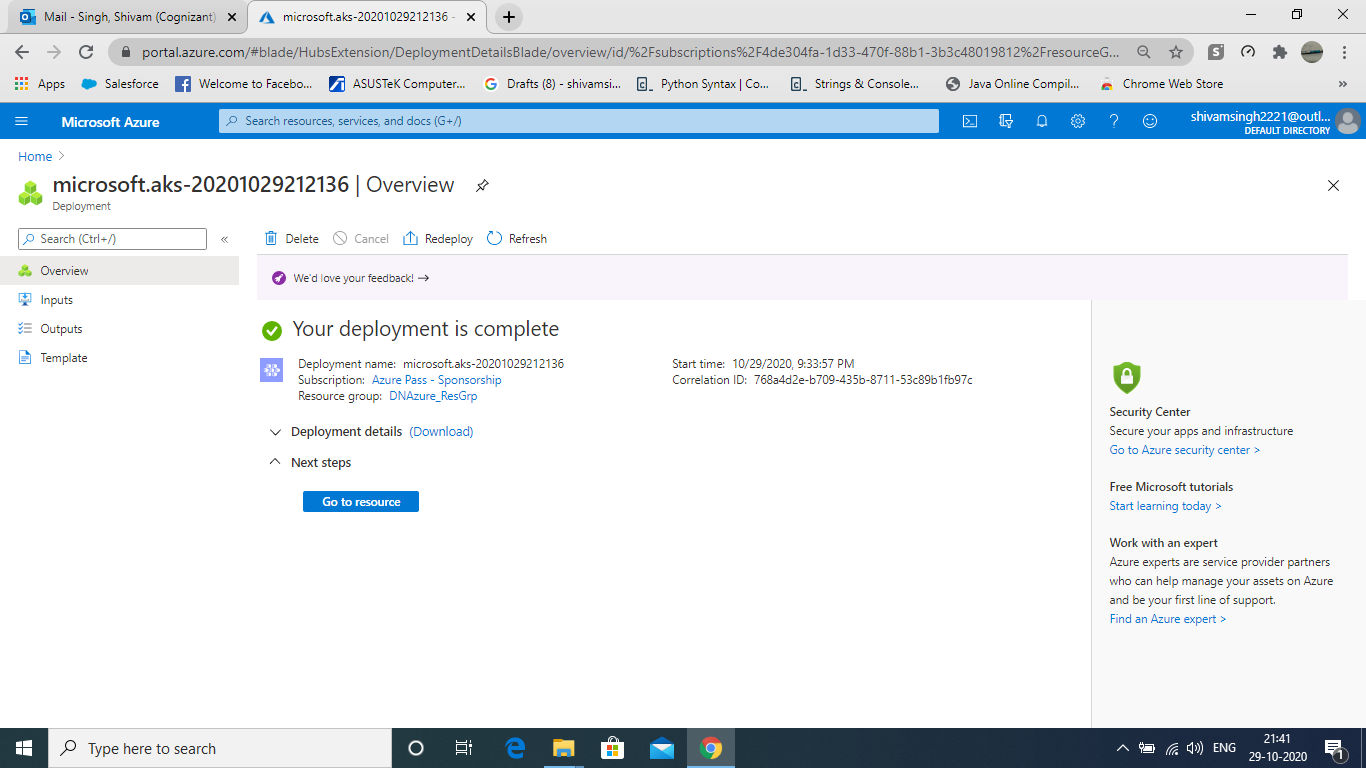 Mail - Singh, Shivam (Cognizant)
microsoft.aks-20201029212136 -
portal.azure.com/#blade/HubsExtension/DeploymentDetailsBlade/overview/id/%2Fsubscriptions%2F4de304fa-1d33-470f-88b1-3b3c48019812%2FresourceG...
Apps Salesforce Welcome to Facebo... ASUSTeK Computer... Drafts (8) - shivamsi... Python Syntax | Co... Strings & Console... Java Online Compil... Chrome Web Store »
Microsoft Azure
Search resources, services, and docs (G+/)
shivamsingh2221@outl...
DEFAULT DIRECTORY
Home >
microsoft.aks-20201029212136 | Overview
Deployment
Search (Ctrl+/) «
Delete Cancel Redeploy Refresh
Overview
Inputs
Outputs
Template
We'd love your feedback! →
Your deployment is complete
Deployment name: microsoft.aks-20201029212136
Subscription: Azure Pass - Sponsorship
Resource group: DNAzure_ResGrp
Start time: 10/29/2020, 9:33:57 PM
Correlation ID: 768a4d2e-b709-435b-8711-53c89b1fb97c
Deployment details (Download)
Next steps
Go to resource
Security Center
Secure your apps and infrastructure
Go to Azure security center >
Free Microsoft tutorials
Start learning today >
Work with an expert
Azure experts are service provider partners
who can help manage your assets on Azure
and be your first line of support.
Find an Azure expert >
Type here to search
ENG
21:41
29-10-2020
1